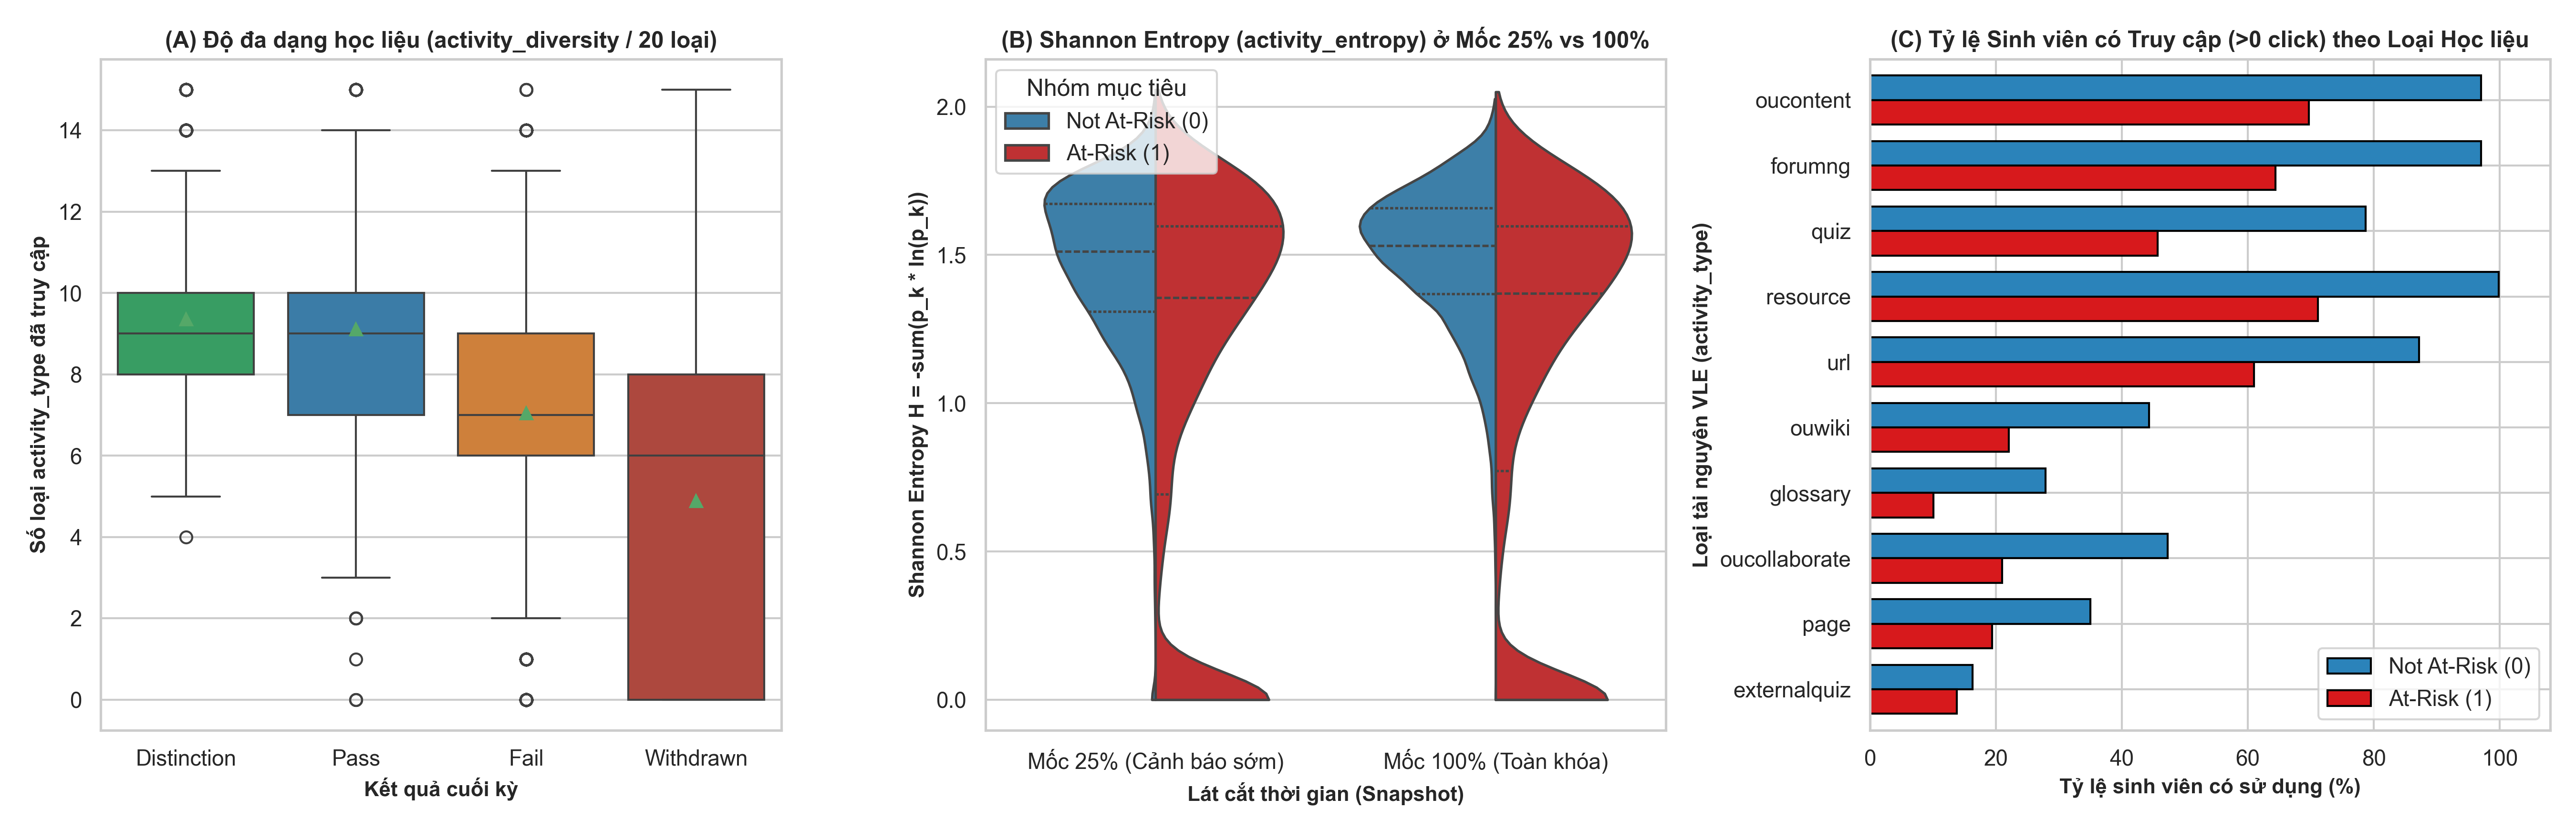 (A) Độ đa dạng học liệu (activity_diversity / 20 loại)
Số loại activity_type đã truy cập
14
12
10
8
6
4
2
0
Distinction
Pass
Fail
Withdrawn
Kết quả cuối kỳ
(B) Shannon Entropy (activity_entropy) ở Mốc 25% vs 100%
Nhóm mục tiêu
Not At-Risk (0)
At-Risk (1)
Shannon Entropy H = -sum(p_k * ln(p_k))
2.0
1.5
1.0
0.5
0.0
Mốc 25% (Cảnh báo sớm)
Mốc 100% (Toàn khóa)
Lát cắt thời gian (Snapshot)
(C) Tỷ lệ Sinh viên có Truy cập (>0 click) theo Loại Học liệu
Loại tài nguyên VLE (activity_type)
oucontent
forumng
quiz
resource
url
ouwiki
glossary
oucollaborate
page
externalquiz
Not At-Risk (0)
At-Risk (1)
0
20
40
60
80
100
Tỷ lệ sinh viên có sử dụng (%)